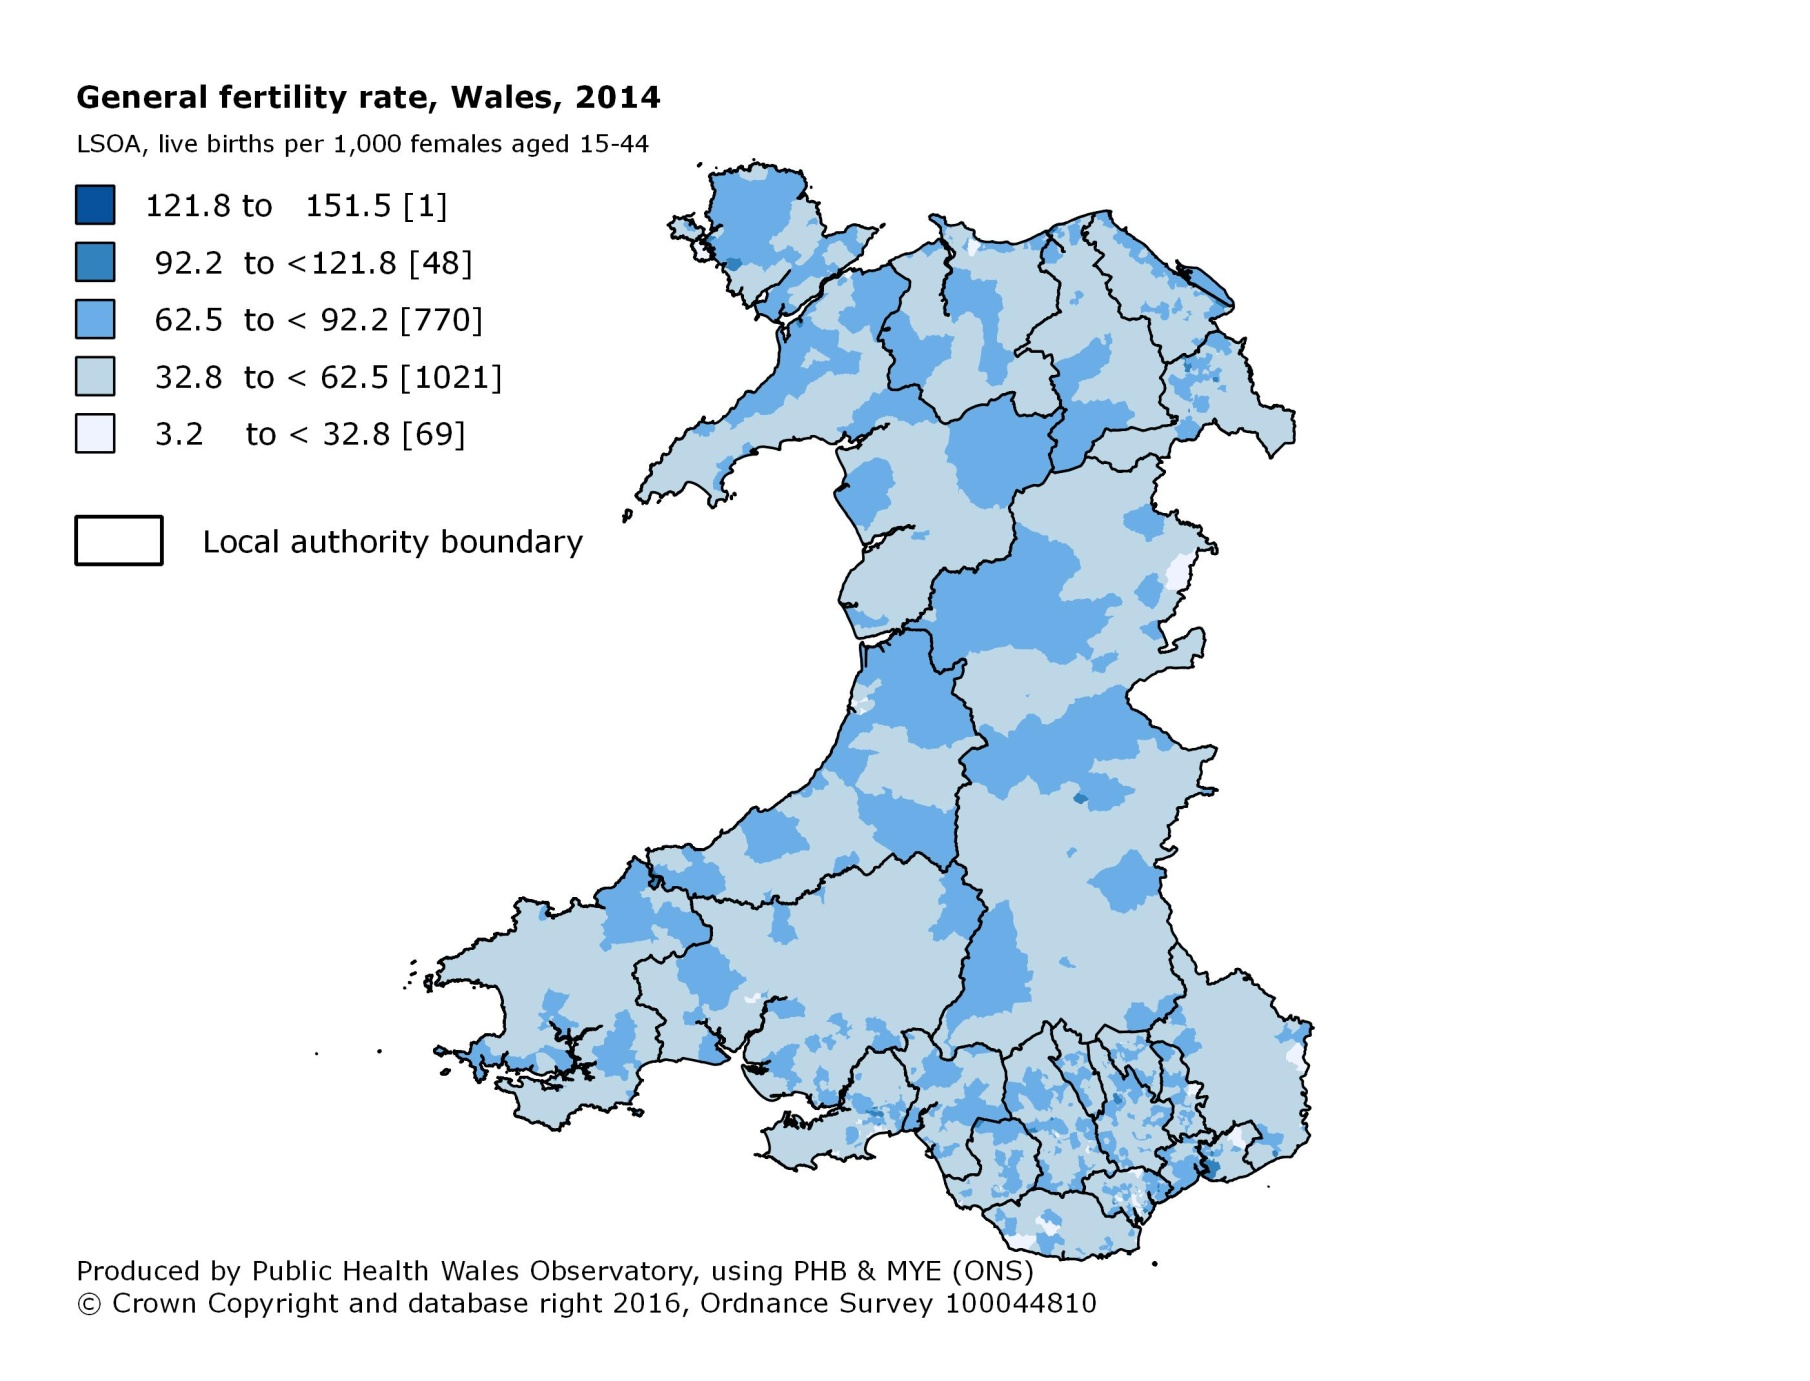 General fertility rate, Wales, 2014
LSOA, live births per 1,000 females aged 15-44
121.8 to 151.5 [1]
92.2 to <121.8 [48]
62.5 to < 92.2 [770]
32.8 to < 62.5 [1021]
3.2 to < 32.8 [69]
Local authority boundary
Produced by Public Health Wales Observatory, using PHB & MYE (ONS)
© Crown Copyright and database right 2016, Ordnance Survey 100044810